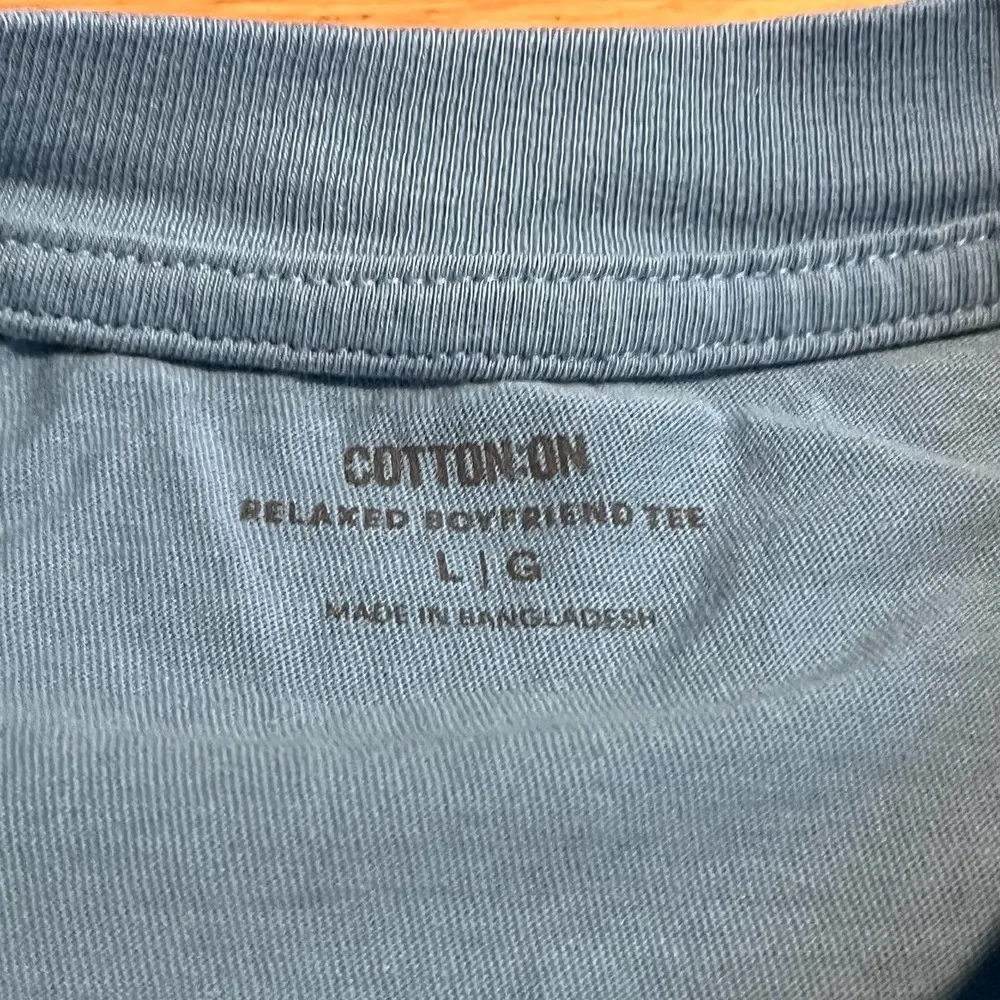 COTTON:ON
RELAXED BOYFRIEND TEE
L | G
MADE IN BANGLADESH